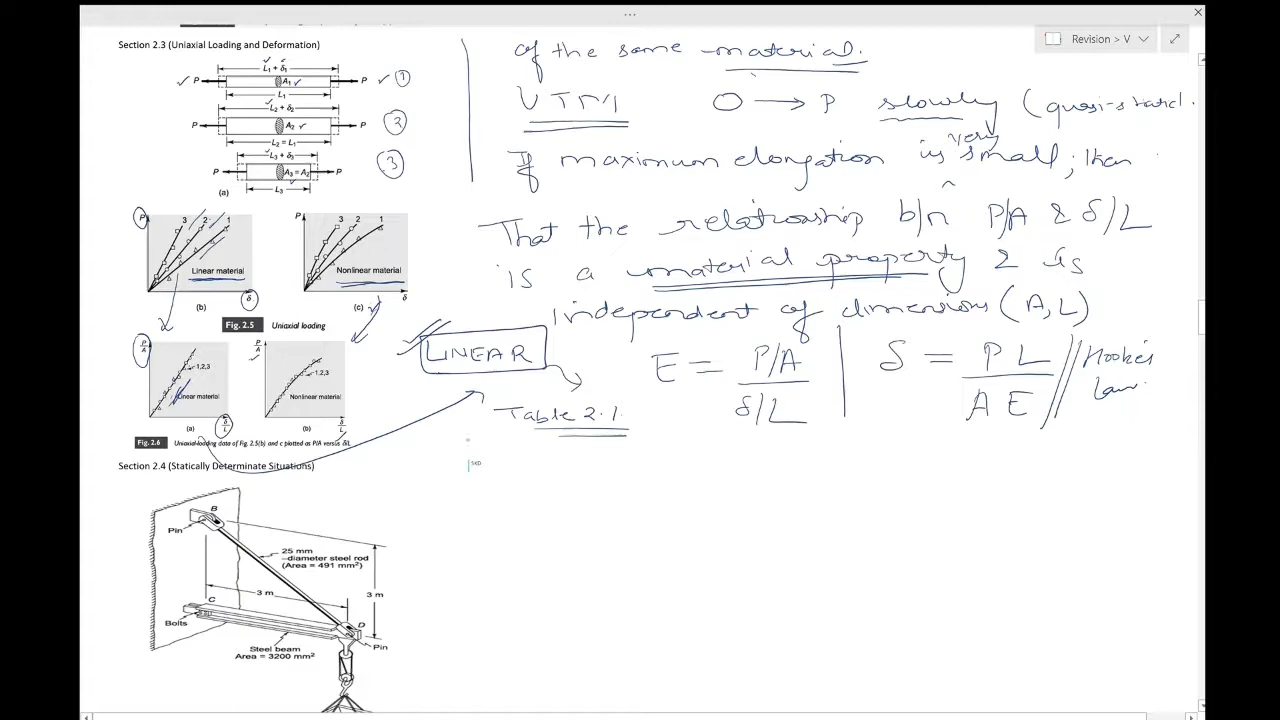 Revision > V
Section 2.3 (Uniaxial Loading and Deformation)
L₁ + δ₁
P A₁ P 1
L₁
L₂ + δ₂
P A₂ P 2
L₂ = L₁
L₃ + δ₃
P A₃ = A₂ P 3
L₃
(a)
P 3 2 1
Linear material
δ
(b)
P 3 2 1
Nonlinear material
δ
(c)
Fig. 2.5 Uniaxial loading
P/A
1,2,3
Linear material
δ/L
(a)
P/A
1,2,3
Nonlinear material
δ/L
(b)
Fig. 2.6 Uniaxial-loading data of Fig. 2.5(b) and c plotted as P/A versus δ/L
of the same material.
UTM O → P slowly (quasi-static.
If maximum elongation is very small, then
That the relationship b/n P/A & δ/L
is a material property & is
independent of dimensions (A, L)
LINEAR
Table 2.1.
E = P/A / δ/L
δ = P L / A E
Hooke's
Law.
Section 2.4 (Statically Determinate Situations)
B
Pin
25 mm
diameter steel rod
(Area = 491 mm²)
3 m
3 m
C
Bolts
D
Pin
Steel beam
Area = 3200 mm²